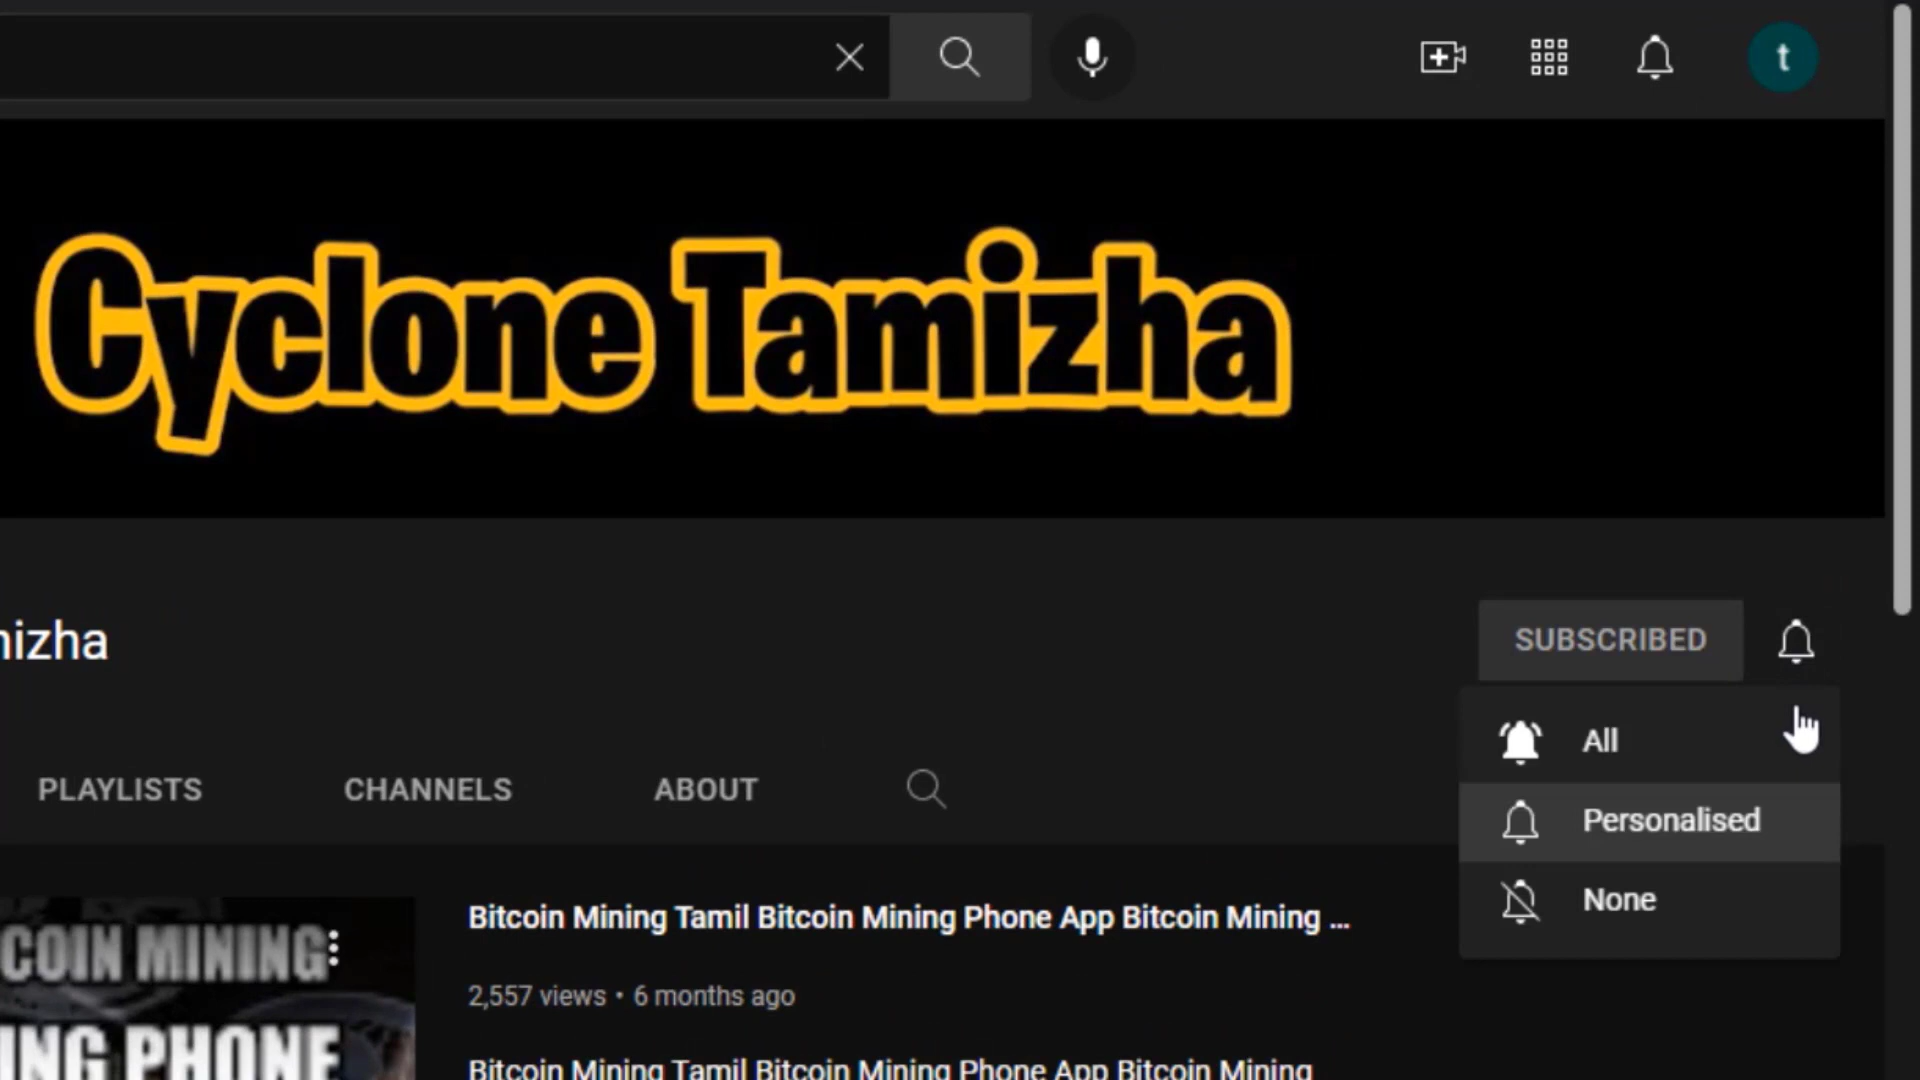 t
Cyclone Tamizha
mizha
SUBSCRIBED
All
PLAYLISTS CHANNELS ABOUT
Personalised
None
Bitcoin Mining Tamil Bitcoin Mining Phone App Bitcoin Mining ...
COIN MINING
2,557 views • 6 months ago
ING PHONE
Bitcoin Mining Tamil Bitcoin Mining Phone App Bitcoin Mining